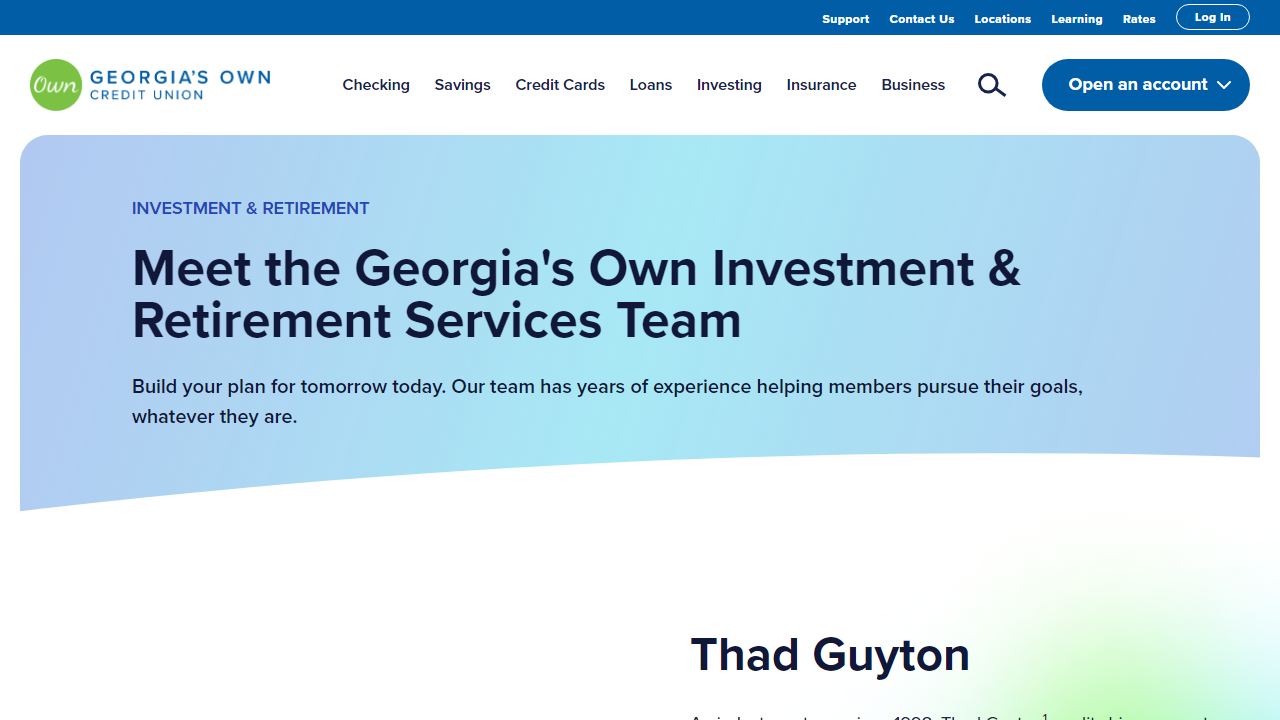 Support Contact Us Locations Learning Rates Log In
Own GEORGIA'S OWN
CREDIT UNION
Checking Savings Credit Cards Loans Investing Insurance Business Open an account
INVESTMENT & RETIREMENT
Meet the Georgia's Own Investment &
Retirement Services Team
Build your plan for tomorrow today. Our team has years of experience helping members pursue their goals,
whatever they are.
Thad Guyton